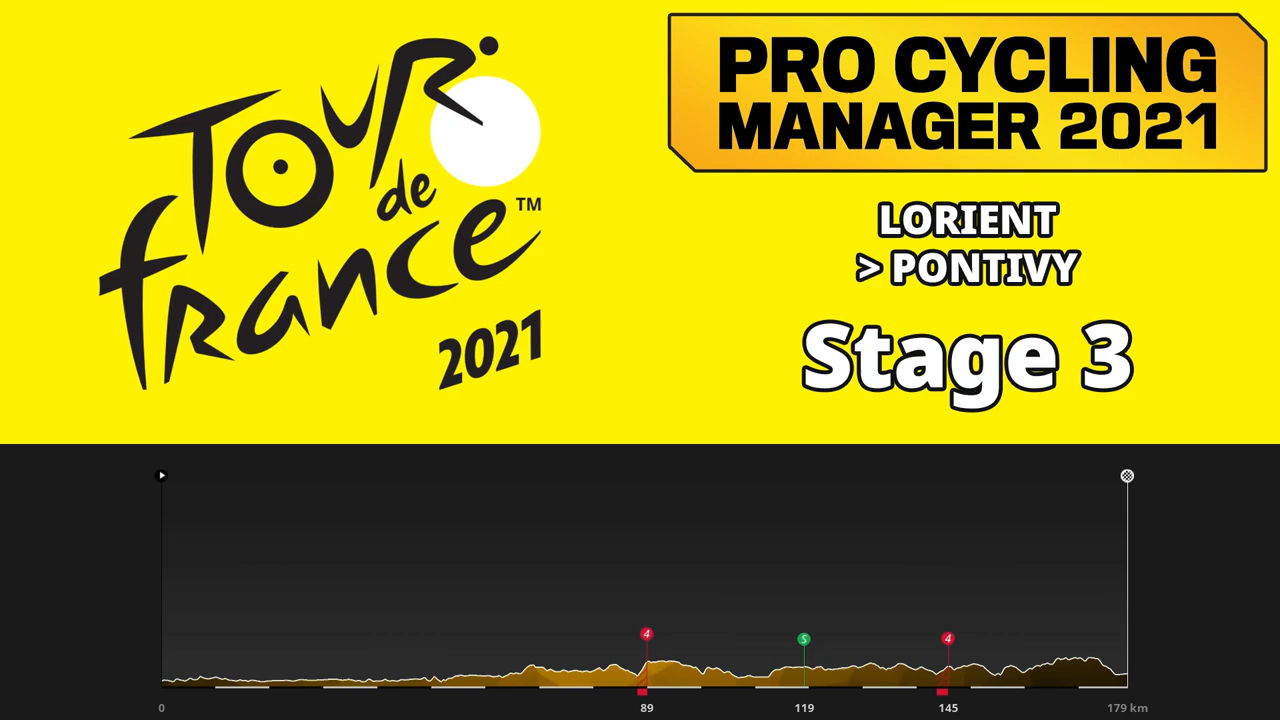 TOUR
de
france™
2021
PRO CYCLING
MANAGER 2021
LORIENT
> PONTIVY
Stage 3
4
S
4
0
89
119
145
179 km